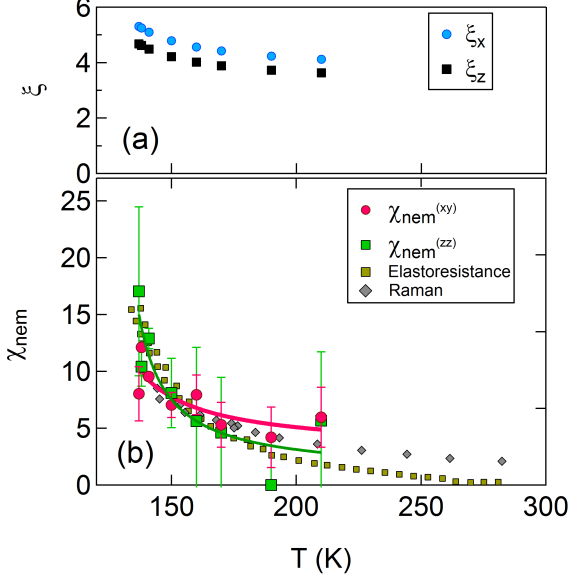 6
4
2
0
ξ
ξx
ξz
(a)
25
20
15
10
5
0
χnem
χnem(xy)
χnem(zz)
Elastoresistance
Raman
(b)
150 200 250 300
T (K)